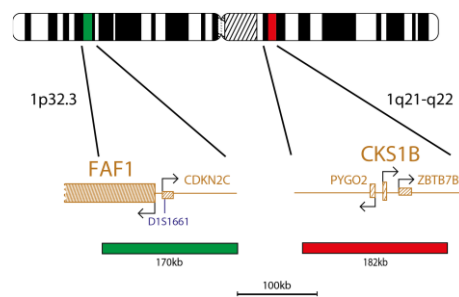 1p32.3
1q21-q22
FAF1
CDKN2C
D1S1661
CKS1B
PYGO2
ZBTB7B
170kb
182kb
100kb